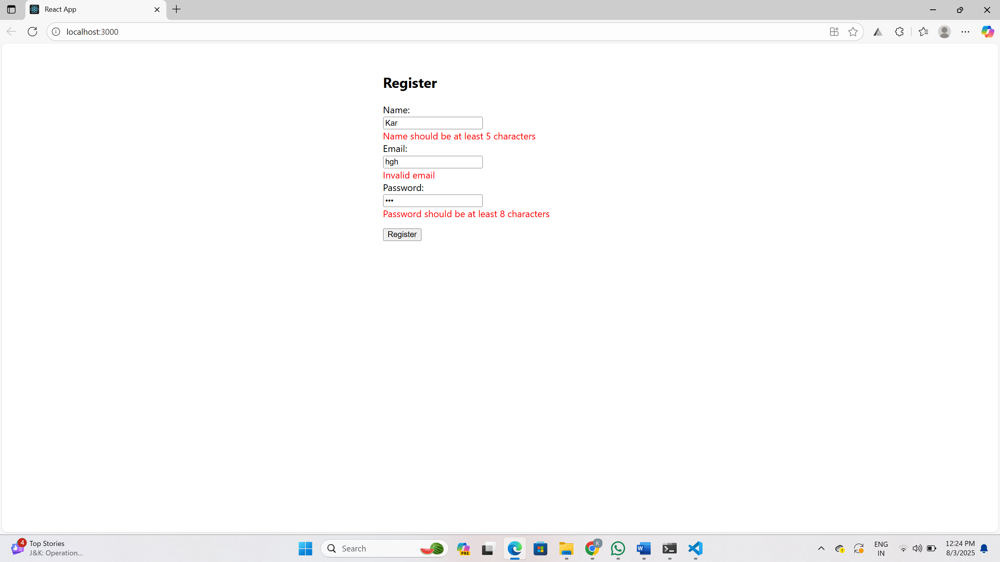 React App
localhost:3000
Register
Name:
Kar
Name should be at least 5 characters
Email:
hgh
Invalid email
Password:
•••
Password should be at least 8 characters
Register
4
Top Stories
J&K: Operation...
Search
PRE
K
W
ENG
IN
12:24 PM
8/3/2025